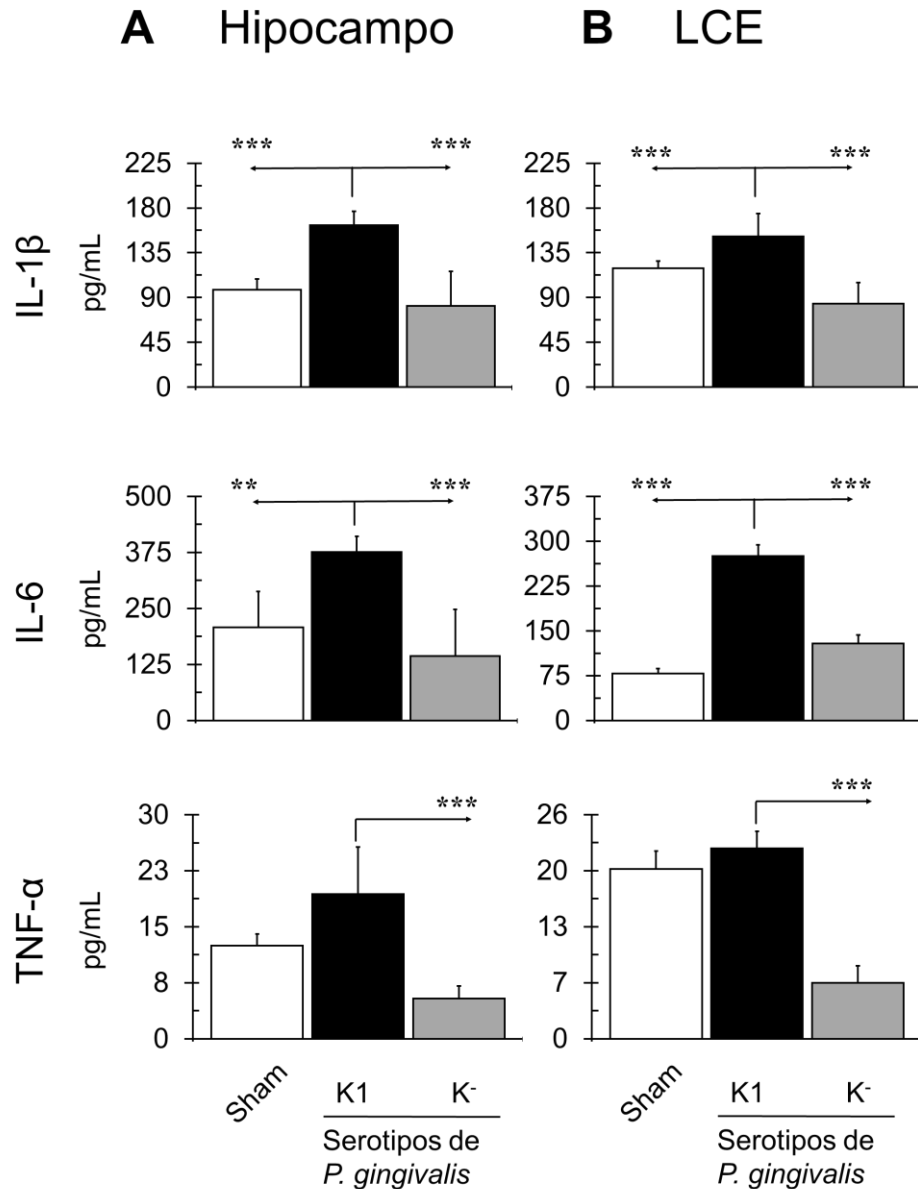 A Hipocampo B LCE
*** *** *** ***
IL-1β
pg/mL
225 225
180 180
135 135
90 90
45 45
0 0
** *** *** ***
IL-6
pg/mL
500 375
375 300
250 225
125 150
0 75
0
*** ***
TNF-α
pg/mL
30 26
23 20
15 13
8 7
0 0
Sham K1 K- Sham K1 K-
Serotipos de Serotipos de
P. gingivalis P. gingivalis